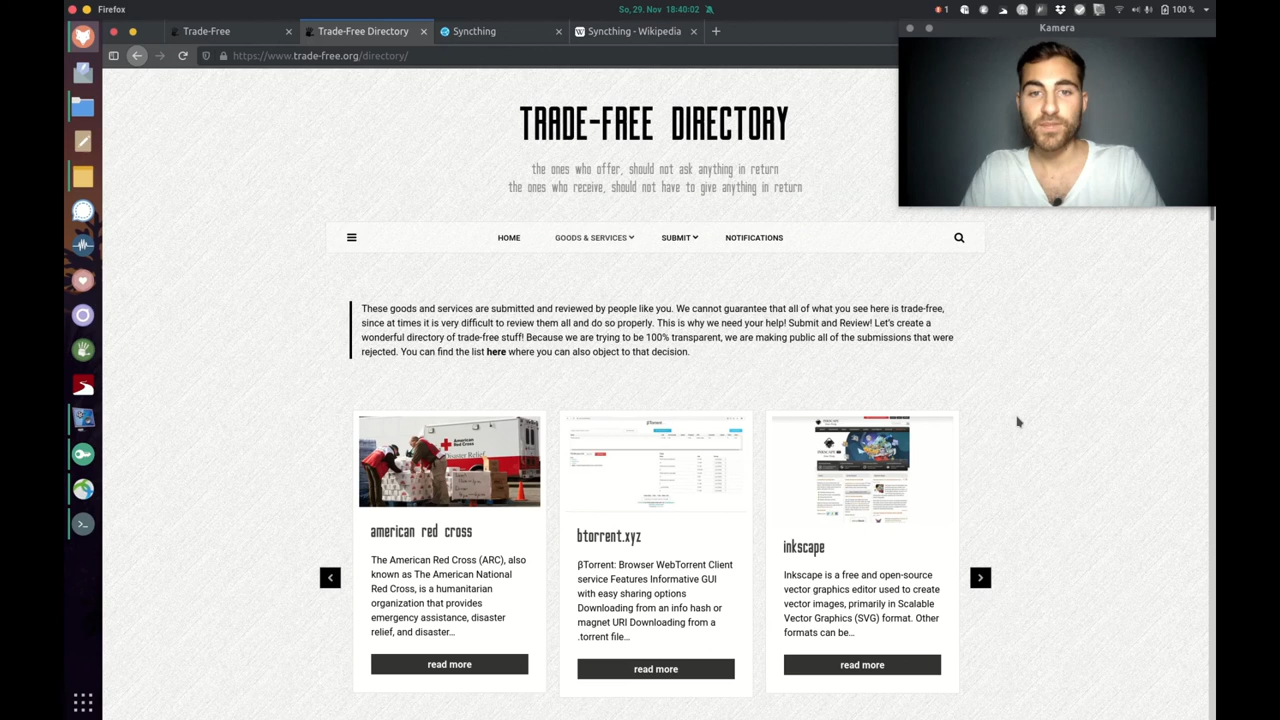 Firefox
So, 29. Nov 18:40:02
1
100 %
Trade-Free
Trade-Free Directory
Syncthing
Syncthing - Wikipedia
Kamera
https://www.trade-free.org/directory/
TRADE-FREE DIRECTORY
the ones who offer, should not ask anything in return
the ones who receive, should not have to give anything in return
HOME
GOODS & SERVICES
SUBMIT
NOTIFICATIONS
These goods and services are submitted and reviewed by people like you. We cannot guarantee that all of what you see here is trade-free,
since at times it is very difficult to review them all and do so properly. This is why we need your help! Submit and Review! Let's create a
wonderful directory of trade-free stuff! Because we are trying to be 100% transparent, we are making public all of the submissions that were
rejected. You can find the list here where you can also object to that decision.
American
Red Cross
Disaster Relief
american red cross
The American Red Cross (ARC), also
known as The American National
Red Cross, is a humanitarian
organization that provides
emergency assistance, disaster
relief, and disaster...
read more
βTorrent
btorrent.xyz
βTorrent: Browser WebTorrent Client
service Features Informative GUI
with easy sharing options
Downloading from an info hash or
magnet URI Downloading from a
.torrent file...
read more
inkscape
Inkscape is a free and open-source
vector graphics editor used to create
vector images, primarily in Scalable
Vector Graphics (SVG) format. Other
formats can be...
read more